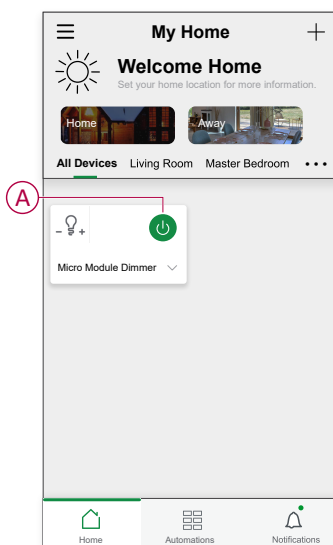 My Home
Welcome Home
Set your home location for more information.
Home
Away
All Devices Living Room Master Bedroom
A
- +
Micro Module Dimmer
Home Automations Notifications